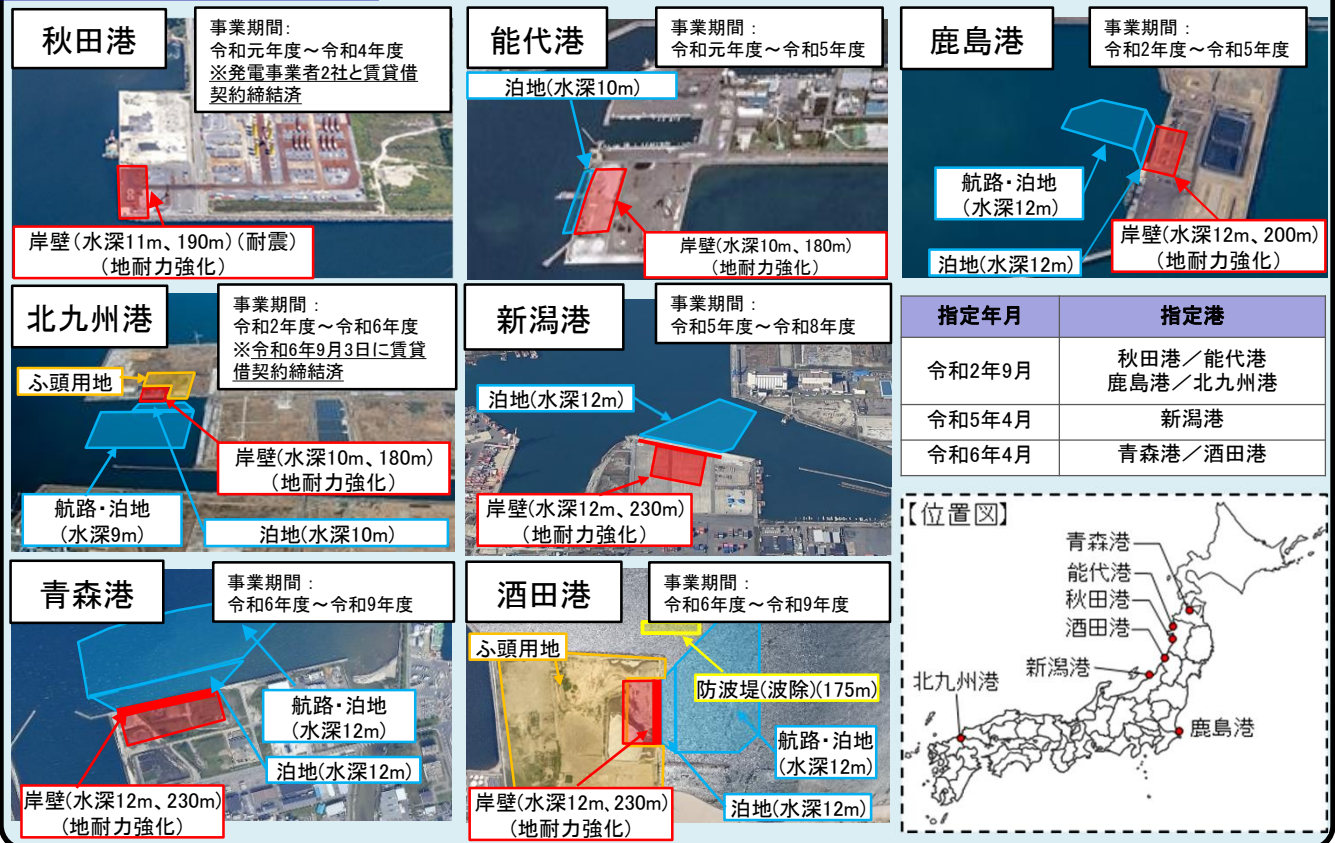 秋田港
事業期間：
令和元年度～令和4年度
※発電事業者2社と賃貸借
契約締結済
岸壁(水深11m、190m)(耐震)
(地耐力強化)
能代港
事業期間：
令和元年度～令和5年度
泊地(水深10m)
岸壁(水深10m、180m)
(地耐力強化)
鹿島港
事業期間：
令和2年度～令和5年度
航路・泊地
(水深12m)
泊地(水深12m)
岸壁(水深12m、200m)
(地耐力強化)
北九州港
事業期間：
令和2年度～令和6年度
※令和6年9月3日に賃貸
借契約締結済
ふ頭用地
岸壁(水深10m、180m)
(地耐力強化)
航路・泊地
(水深9m)
泊地(水深10m)
新潟港
事業期間：
令和5年度～令和8年度
泊地(水深12m)
岸壁(水深12m、230m)
(地耐力強化)
指定年月 指定港
令和2年9月 秋田港／能代港
鹿島港／北九州港
令和5年4月 新潟港
令和6年4月 青森港／酒田港
青森港
事業期間：
令和6年度～令和9年度
航路・泊地
(水深12m)
泊地(水深12m)
岸壁(水深12m、230m)
(地耐力強化)
酒田港
事業期間：
令和6年度～令和9年度
ふ頭用地
防波堤(波除)(175m)
航路・泊地
(水深12m)
岸壁(水深12m、230m)
(地耐力強化)
泊地(水深12m)
【位置図】
青森港
能代港
秋田港
酒田港
新潟港
北九州港
鹿島港